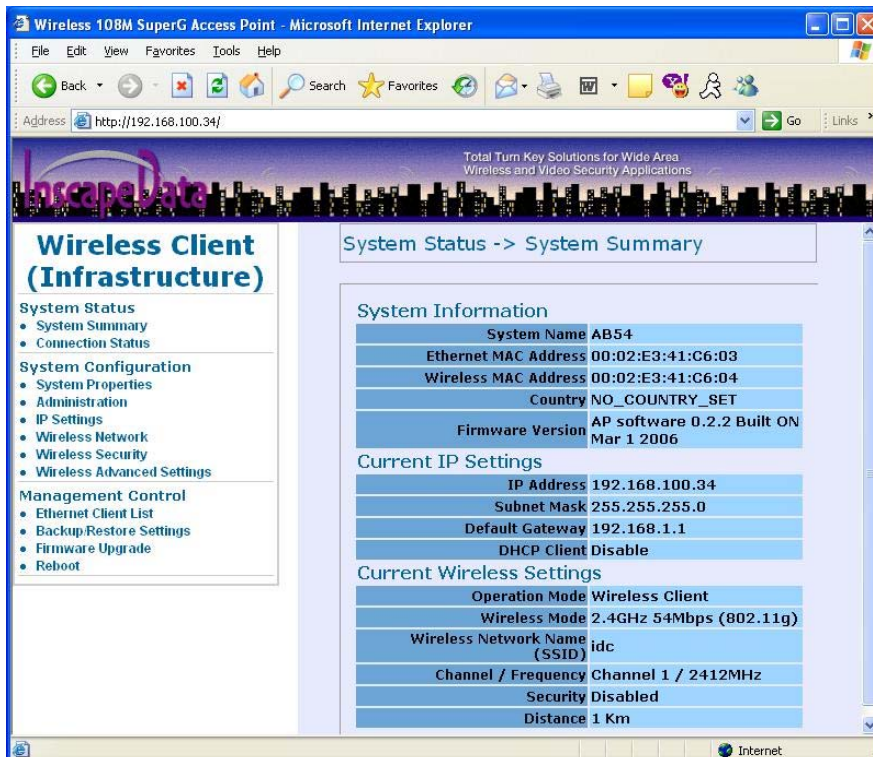 Wireless 108M SuperG Access Point - Microsoft Internet Explorer
File Edit View Favorites Tools Help
Back Search Favorites
Address http://192.168.100.34/ Go Links »
InscapeData
Total Turn Key Solutions for Wide Area
Wireless and Video Security Applications
Wireless Client
(Infrastructure)
System Status
• System Summary
• Connection Status
System Configuration
• System Properties
• Administration
• IP Settings
• Wireless Network
• Wireless Security
• Wireless Advanced Settings
Management Control
• Ethernet Client List
• Backup/Restore Settings
• Firmware Upgrade
• Reboot
System Status -> System Summary
System Information
System Name AB54
Ethernet MAC Address 00:02:E3:41:C6:03
Wireless MAC Address 00:02:E3:41:C6:04
Country NO_COUNTRY_SET
Firmware Version AP software 0.2.2 Built ON
Mar 1 2006
Current IP Settings
IP Address 192.168.100.34
Subnet Mask 255.255.255.0
Default Gateway 192.168.1.1
DHCP Client Disable
Current Wireless Settings
Operation Mode Wireless Client
Wireless Mode 2.4GHz 54Mbps (802.11g)
Wireless Network Name
(SSID) idc
Channel / Frequency Channel 1 / 2412MHz
Security Disabled
Distance 1 Km
Internet